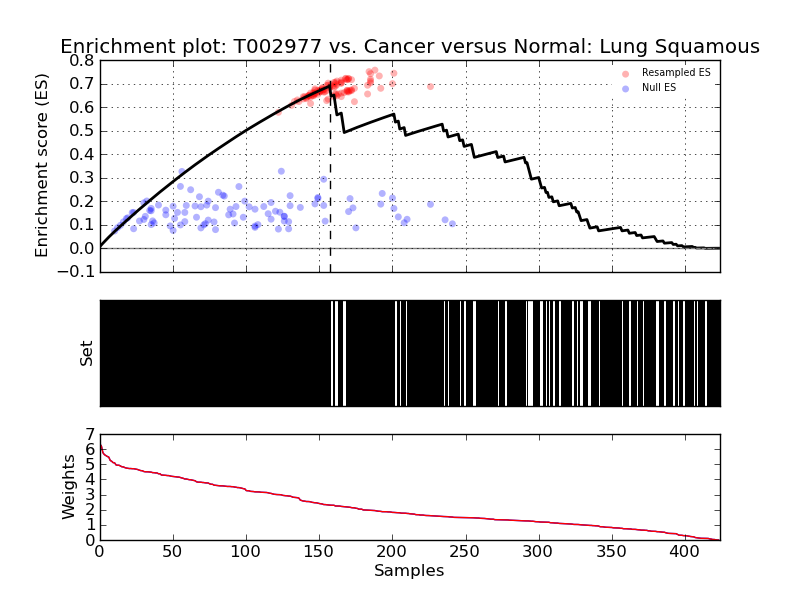 Enrichment plot: T002977 vs. Cancer versus Normal: Lung Squamous
0.8
0.7
0.6
0.5
0.4
0.3
0.2
0.1
0.0
−0.1
Enrichment score (ES)
Resampled ES
Null ES
Set
7
6
5
4
3
2
1
0
Weights
0 50 100 150 200 250 300 350 400
Samples